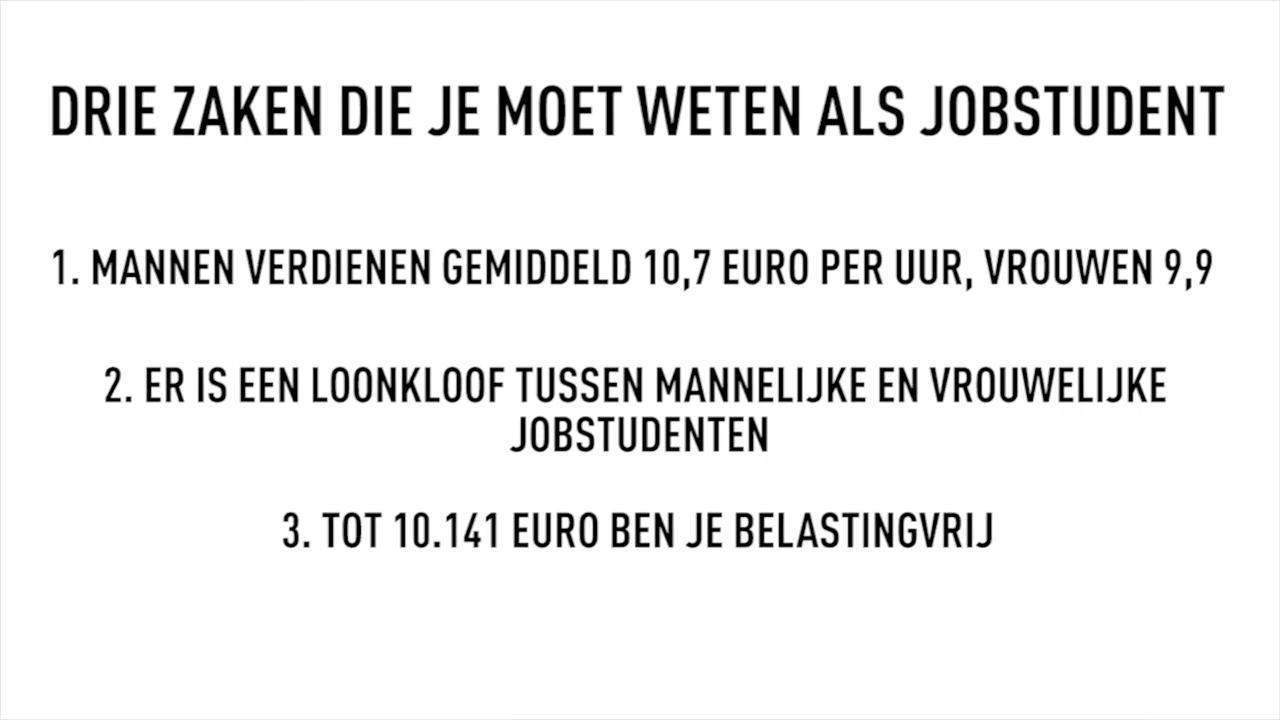 DRIE ZAKEN DIE JE MOET WETEN ALS JOBSTUDENT
1. MANNEN VERDIENEN GEMIDDELD 10,7 EURO PER UUR, VROUWEN 9,9
2. ER IS EEN LOONKLOOF TUSSEN MANNELIJKE EN VROUWELIJKE
JOBSTUDENTEN
3. TOT 10.141 EURO BEN JE BELASTINGVRIJ